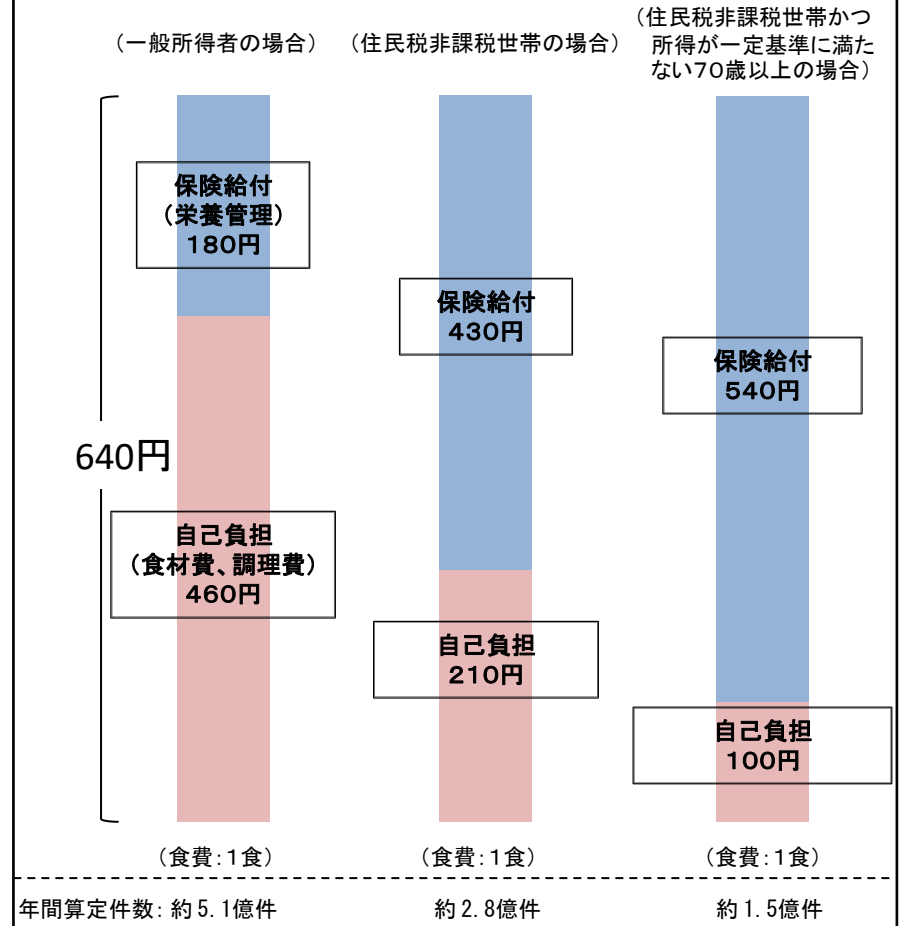 （一般所得者の場合）
（住民税非課税世帯の場合）
（住民税非課税世帯かつ
所得が一定基準に満た
ない７０歳以上の場合）
保険給付
（栄養管理）
１８０円
保険給付
４３０円
保険給付
５４０円
640円
自己負担
（食材費、調理費）
４６０円
自己負担
２１０円
自己負担
１００円
（食費：１食）
（食費：１食）
（食費：１食）
年間算定件数：約５.１億件
約２.８億件
約１.５億件